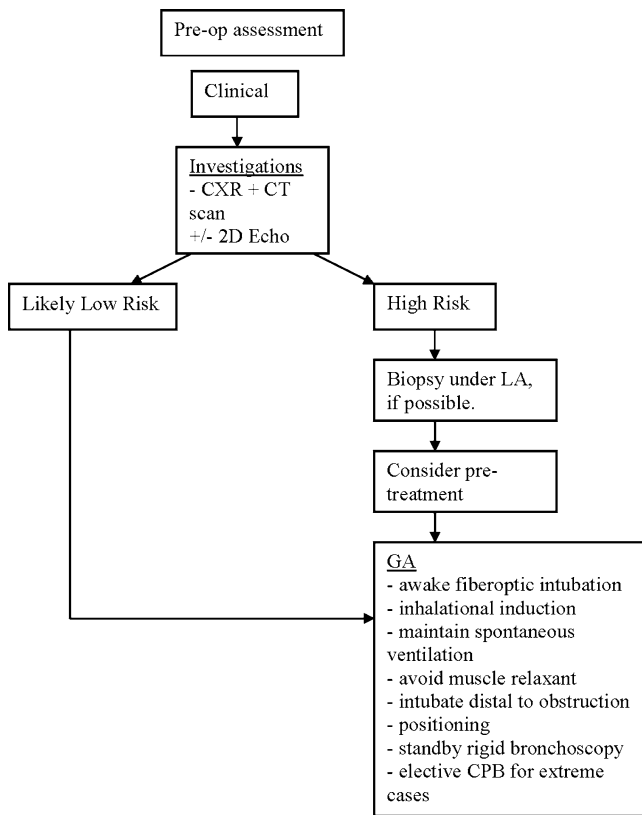 Pre-op assessment
Clinical
Investigations
- CXR + CT
scan
+/- 2D Echo
Likely Low Risk
High Risk
Biopsy under LA,
if possible.
Consider pre-
treatment
GA
- awake fiberoptic intubation
- inhalational induction
- maintain spontaneous
ventilation
- avoid muscle relaxant
- intubate distal to obstruction
- positioning
- standby rigid bronchoscopy
- elective CPB for extreme
cases